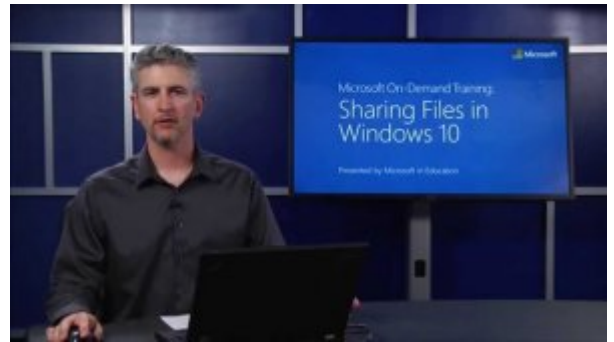 Microsoft
Microsoft On-Demand Training:
Sharing Files in
Windows 10
Presented by Microsoft in Education